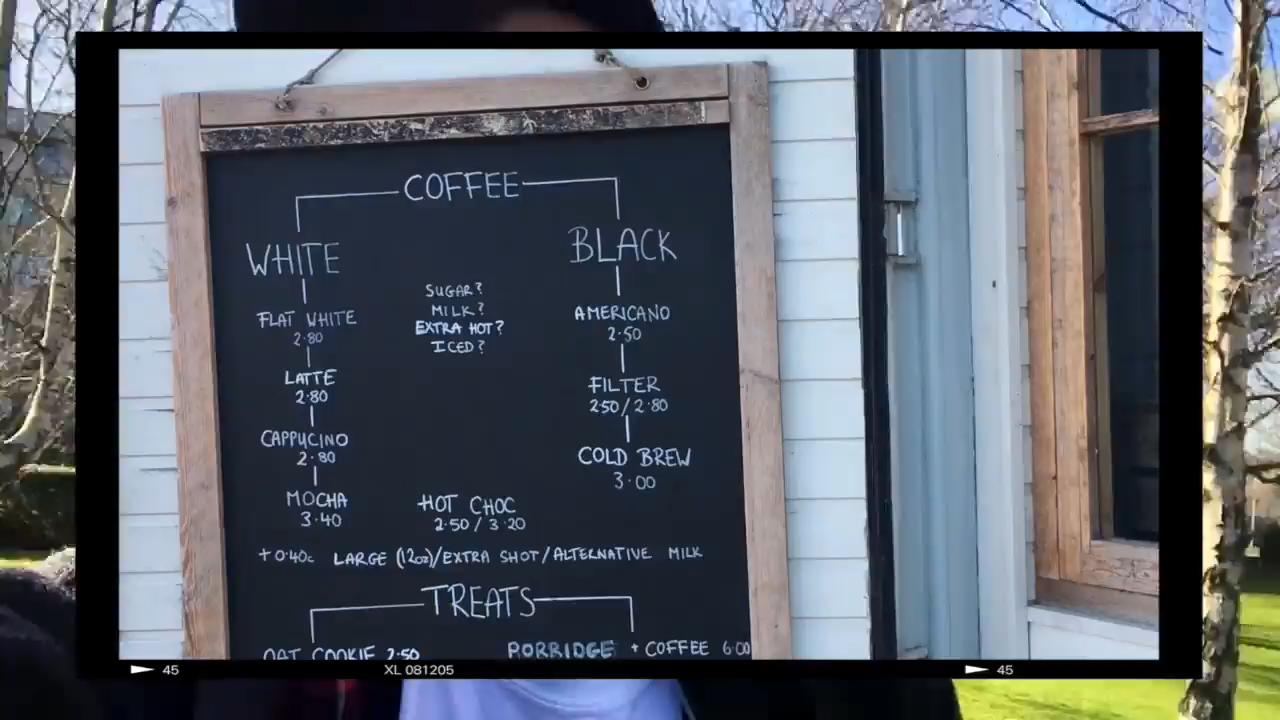 COFFEE
WHITE
BLACK
FLAT WHITE
2.80
LATTE
2.80
CAPPUCINO
2.80
MOCHA
3.40
SUGAR?
MILK?
EXTRA HOT?
ICED?
HOT CHOC
2.50 / 3.20
AMERICANO
2.50
FILTER
2.50 / 2.80
COLD BREW
3.00
+ 0.40c LARGE (12oz)/EXTRA SHOT/ALTERNATIVE MILK
TREATS
OAT COOKIE 2.50
PORRIDGE + COFFEE 6.00
45
XL 081205
45